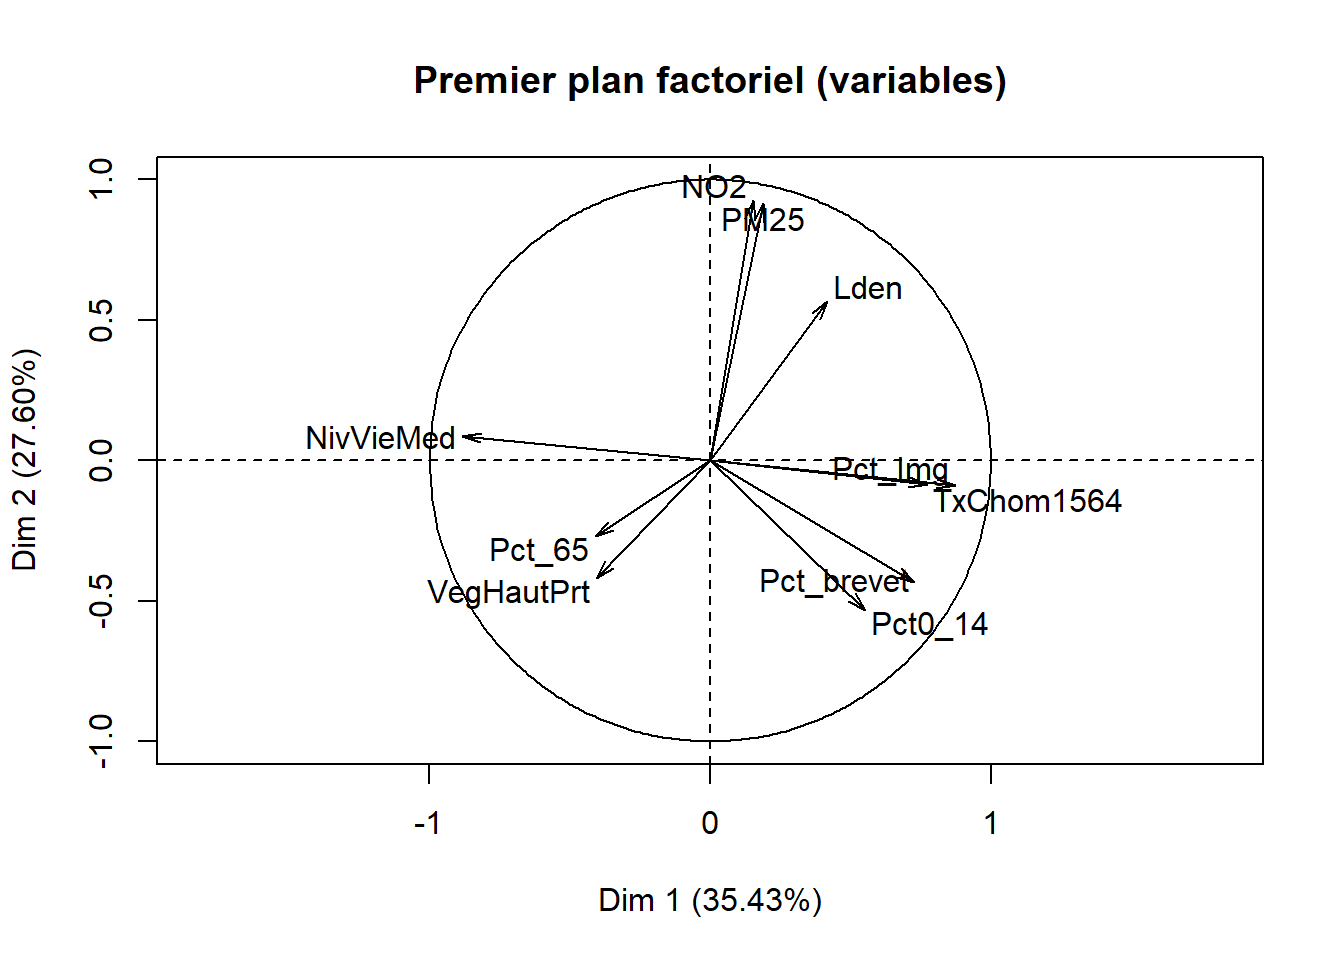 Premier plan factoriel (variables)
1.0
0.5
0.0
-0.5
-1.0
Dim 2 (27.60%)
NO2
PM25
Lden
NivVieMed
Pct_Img
TxChom1564
Pct_65
VegHautPrt
Pct_brevet
Pct0_14
-1
0
1
Dim 1 (35.43%)